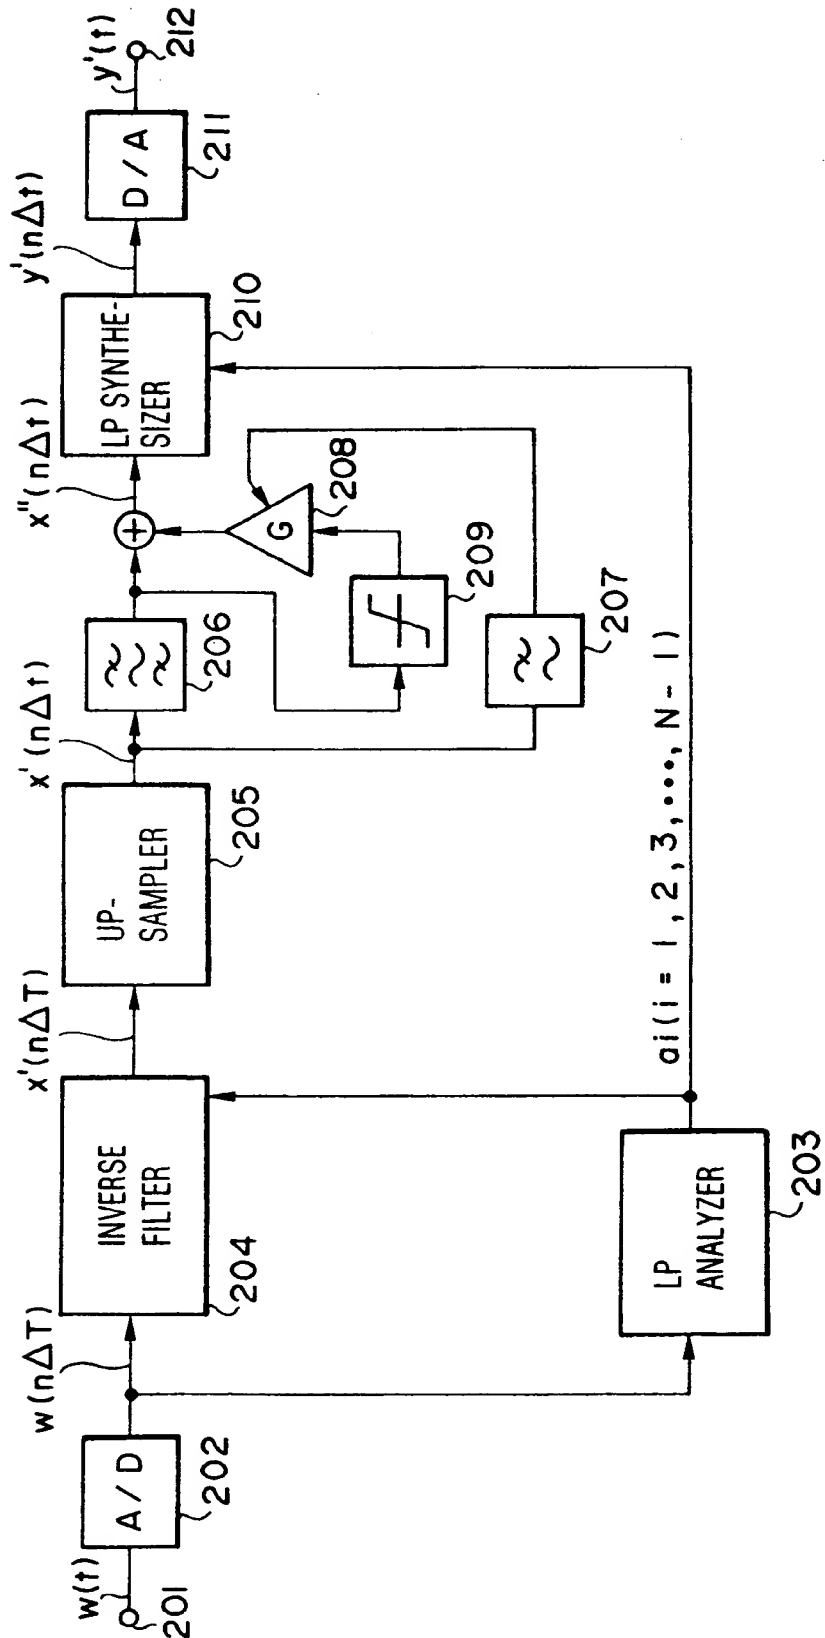 w(t)
201
A/D
202
w(nΔT)
INVERSE
FILTER
204
LP
ANALYZER
203
x'(nΔT)
UP-
SAMPLER
205
x'(nΔt)
206
207
209
G
208
x"(nΔt)
LP SYNTHE-
SIZER
210
y'(nΔt)
D/A
211
y'(t)
212
ai(i = 1, 2, 3, •••, N - 1)